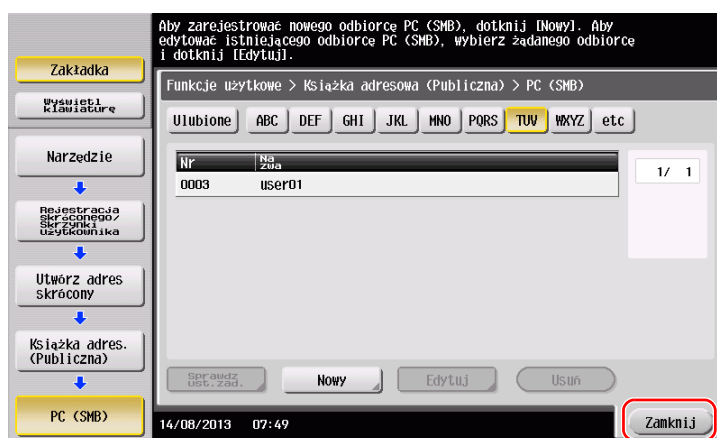 Aby zarejestrować nowego odbiorcę PC (SMB), dotknij [Nowy]. Aby
edytować istniejącego odbiorcę PC (SMB), wybierz żądanego odbiorcę
i dotknij [Edytuj].
Zakładka
Wyświetl
klawiaturę
Narzędzie
Rejestracja
skróconego/
Skrzynki
użytkownika
Utwórz adres
skrócony
Książka adres.
(Publiczna)
PC (SMB)
Funkcje użytkowe > Książka adresowa (Publiczna) > PC (SMB)
Ulubione ABC DEF GHI JKL MNO PQRS TUV WXYZ etc
Nr Na
zwa
0003 user01
1/ 1
Sprawdz
ust.zad.
Nowy Edytuj Usuń
14/08/2013 07:49
Zamknij